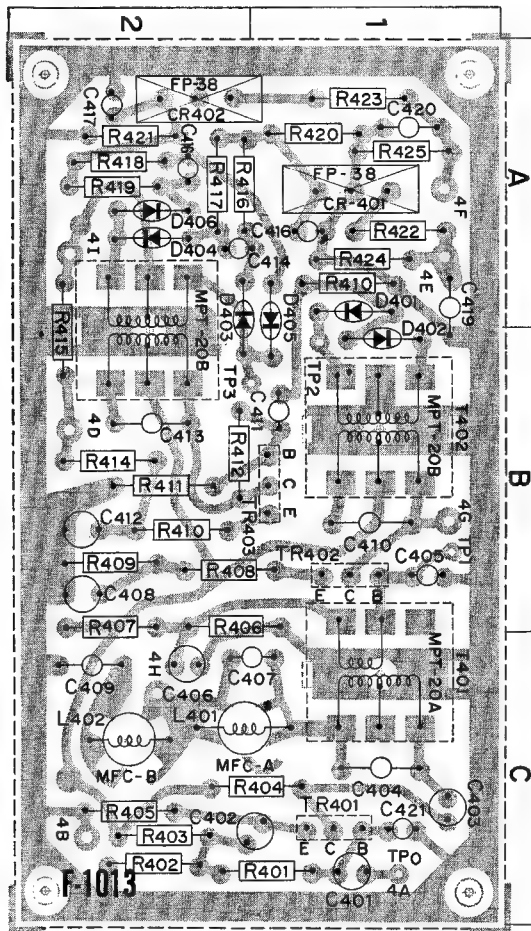 2 1
FP-38
CR402
C417
R423
C420
R421
R420
R425
R418
R419
R417
R416
FP-38
CR-401
A
4F
D406
D404
4I
C416
C414
R422
R424
4E
R410
D401
D402
C419
MPT-20B
D403
D405
R415
TP3
TP2
MPT-20B
T402
4D
C413
C411
R412
B
C
E
B
R414
R411
R403
4G
C412
R410
C410
TP1
R409
R408
TR402
C405
E C B
C408
R407
R406
4H
C409
C406
C407
MPT-20A
T401
L402
L401
MFC-B
MFC-A
C404
C403
C
R404
R405
C402
TR401
C421
4B
R403
E C B
R402
R401
C401
TP0
4A
F-1013